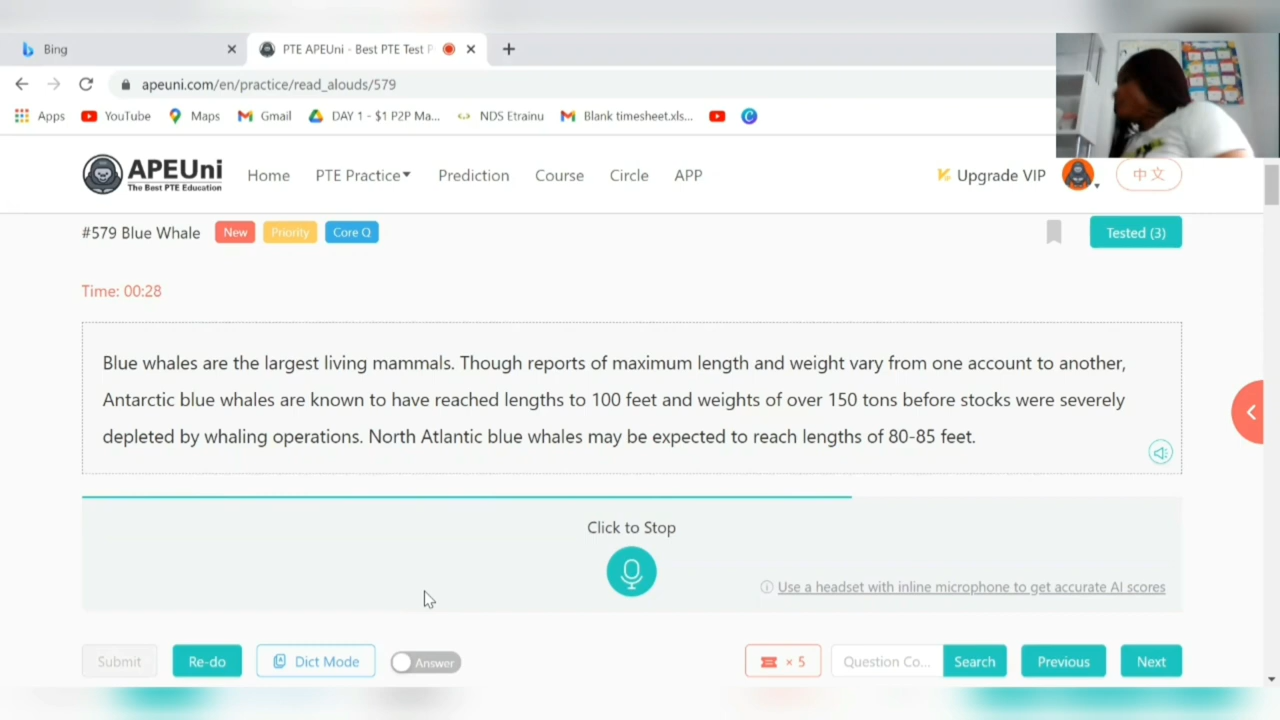 Bing
PTE APEUni - Best PTE Test P
apeuni.com/en/practice/read_alouds/579
Apps YouTube Maps Gmail DAY 1 - $1 P2P Ma... NDS Etrainu Blank timesheet.xls...
APEUni
The Best PTE Education
Home PTE Practice Prediction Course Circle APP Upgrade VIP 中文
#579 Blue Whale New Priority Core Q Tested (3)
Time: 00:28
Blue whales are the largest living mammals. Though reports of maximum length and weight vary from one account to another,
Antarctic blue whales are known to have reached lengths to 100 feet and weights of over 150 tons before stocks were severely
depleted by whaling operations. North Atlantic blue whales may be expected to reach lengths of 80-85 feet.
Click to Stop
Use a headset with inline microphone to get accurate AI scores
Submit Re-do Dict Mode Answer × 5 Question Co... Search Previous Next